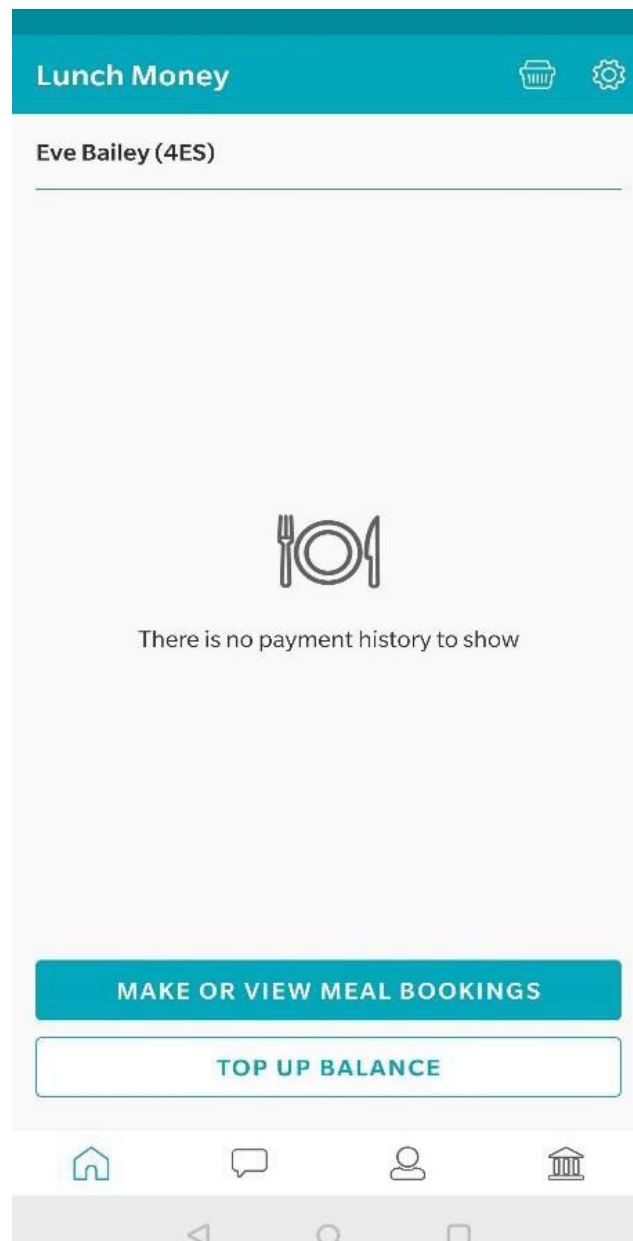 Lunch Money
Eve Bailey (4ES)
There is no payment history to show
MAKE OR VIEW MEAL BOOKINGS
TOP UP BALANCE